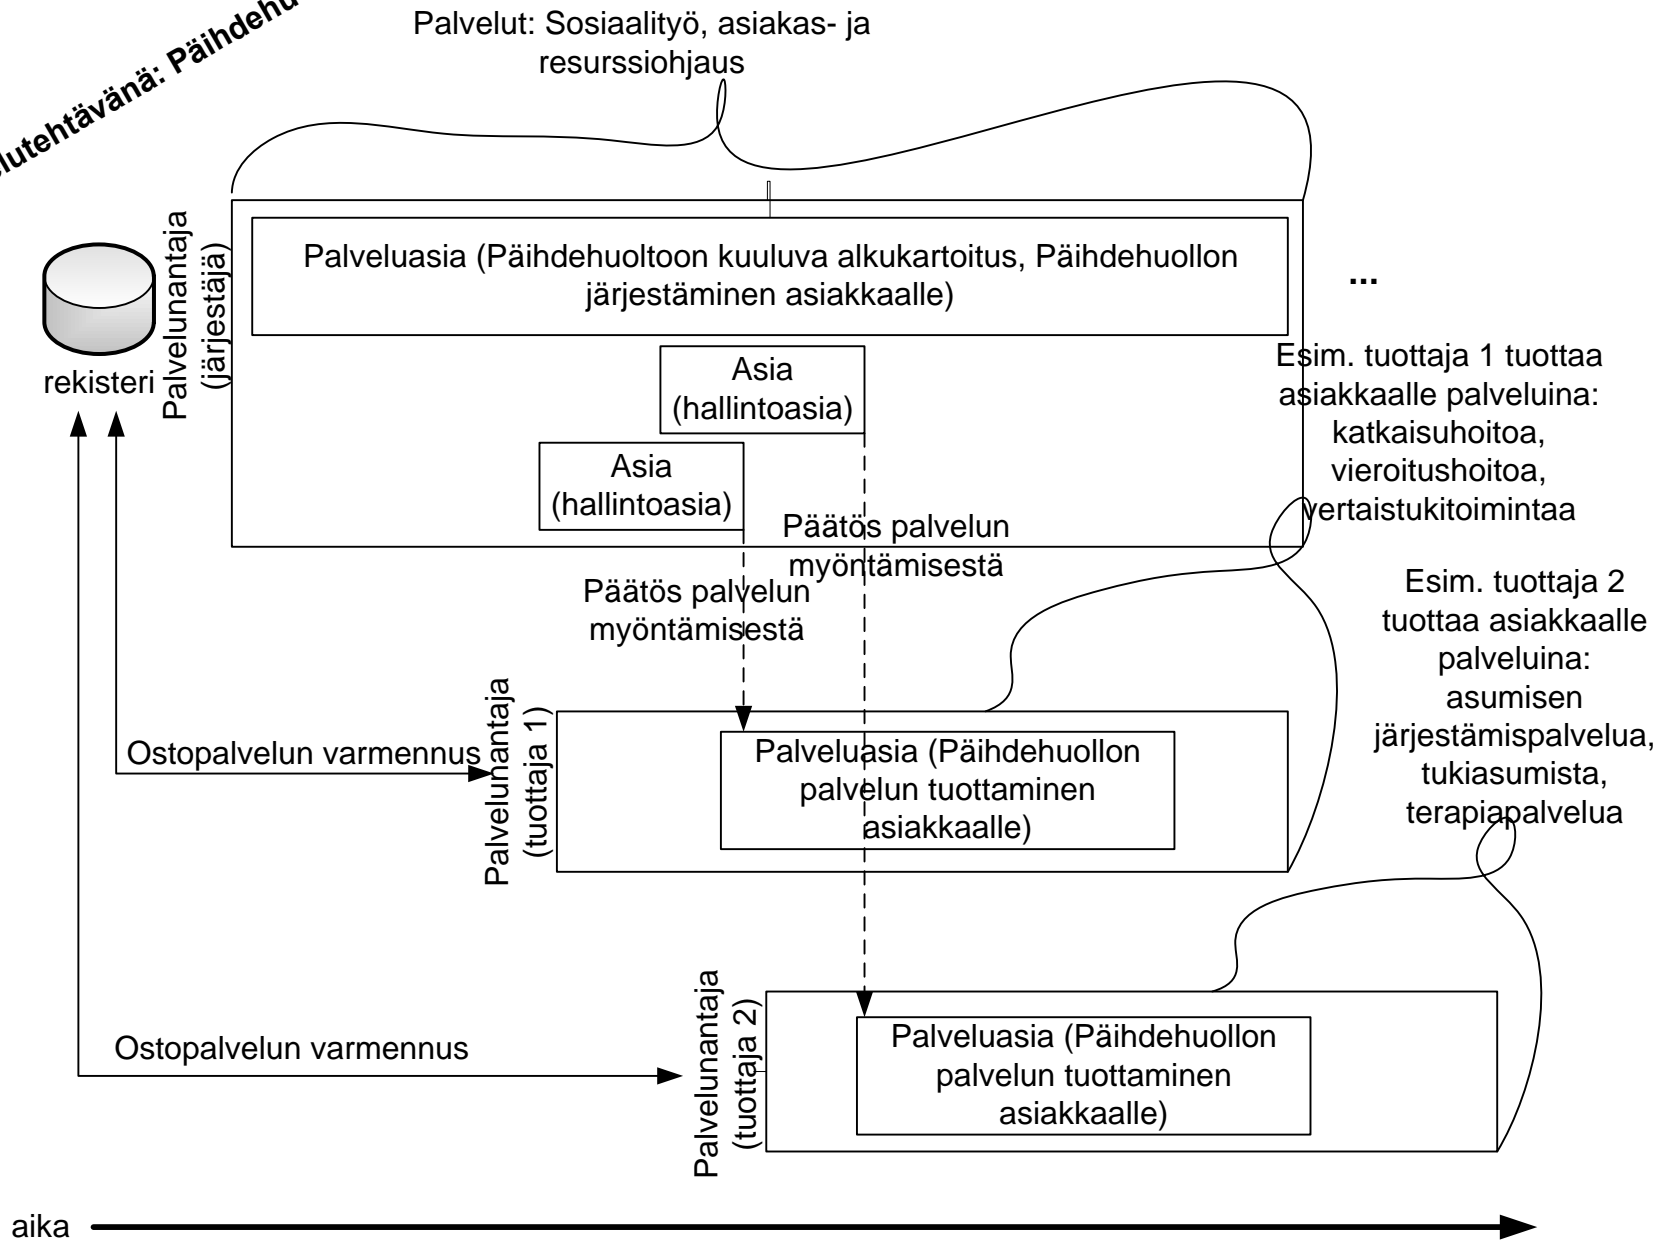 Palvelut: Sosiaalityö, asiakas- ja
resurssiohjaus
Päihdehu
Palvelunantaja
(järjestäjä)
rekisteri
Palveluasia (Päihdehuoltoon kuuluva alkukartoitus, Päihdehuollon
järjestäminen asiakkaalle)
...
Asia
(hallintoasia)
Asia
(hallintoasia)
Esim. tuottaja 1 tuottaa
asiakkaalle palveluina:
katkaisuhoitoa,
vieroitushoitoa,
vertaistukitoimintaa
Päätös palvelun
myöntämisestä
Päätös palvelun
myöntämisestä
Esim. tuottaja 2
tuottaa asiakkaalle
palveluina:
asumisen
järjestämispalvelua,
tukiasumista,
terapiapalvelua
Ostopalvelun varmennus
Palvelunantaja
(tuottaja 1)
Palveluasia (Päihdehuollon
palvelun tuottaminen
asiakkaalle)
Ostopalvelun varmennus
Palvelunantaja
(tuottaja 2)
Palveluasia (Päihdehuollon
palvelun tuottaminen
asiakkaalle)
aika